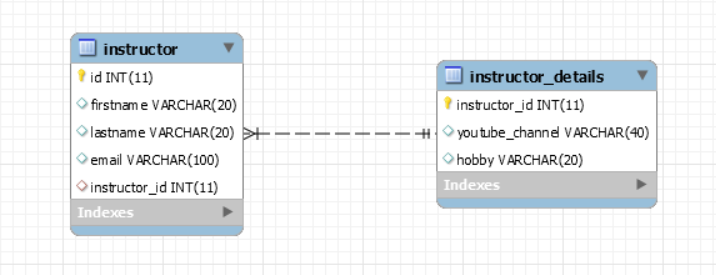 instructor
id INT(11)
firstname VARCHAR(20)
lastname VARCHAR(20)
email VARCHAR(100)
instructor_id INT(11)
Indexes
instructor_details
instructor_id INT(11)
youtube_channel VARCHAR(40)
hobby VARCHAR(20)
Indexes